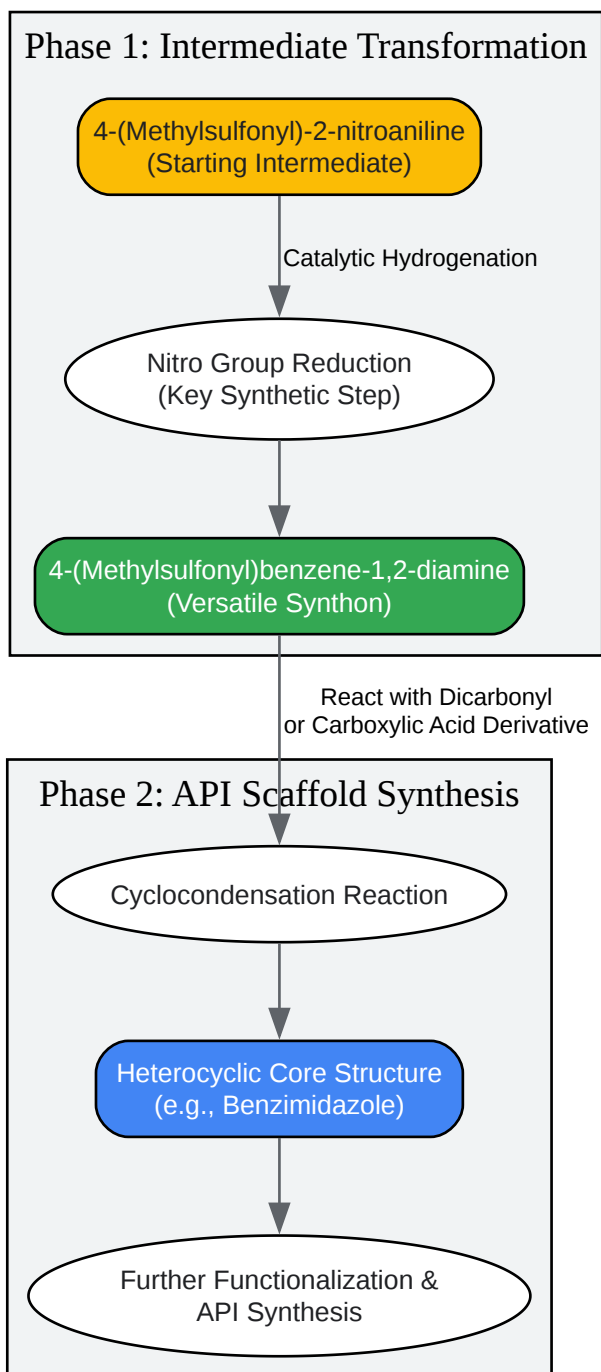 Phase 1: Intermediate Transformation
4-(Methylsulfonyl)-2-nitroaniline
(Starting Intermediate)
Catalytic Hydrogenation
Nitro Group Reduction
(Key Synthetic Step)
4-(Methylsulfonyl)benzene-1,2-diamine
(Versatile Synthon)
React with Dicarbonyl
or Carboxylic Acid Derivative
Phase 2: API Scaffold Synthesis
Cyclocondensation Reaction
Heterocyclic Core Structure
(e.g., Benzimidazole)
Further Functionalization &
API Synthesis